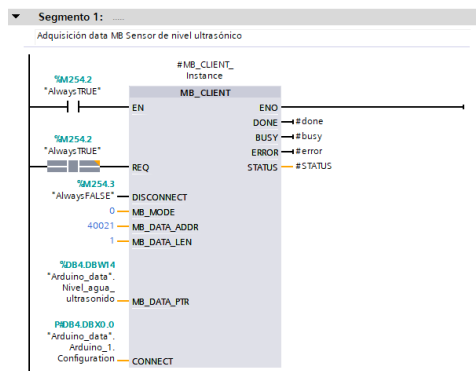 Segmento 1: .....
Adquisición data MB Sensor de nivel ultrasónico
#MB_CLIENT_
Instance
%M254.2
"AlwaysTRUE"
MB_CLIENT
EN
ENO
DONE
#done
BUSY
#busy
%M254.2
"AlwaysTRUE"
ERROR
#error
REQ
STATUS
#STATUS
%M254.3
"AlwaysFALSE"
DISCONNECT
0
MB_MODE
40021
MB_DATA_ADDR
1
MB_DATA_LEN
%DB4.DBW14
"Arduino_data".
Nivel_agua_
ultrasonido
MB_DATA_PTR
P#DB4.DBX0.0
"Arduino_data".
Arduino_1.
Configuration
CONNECT